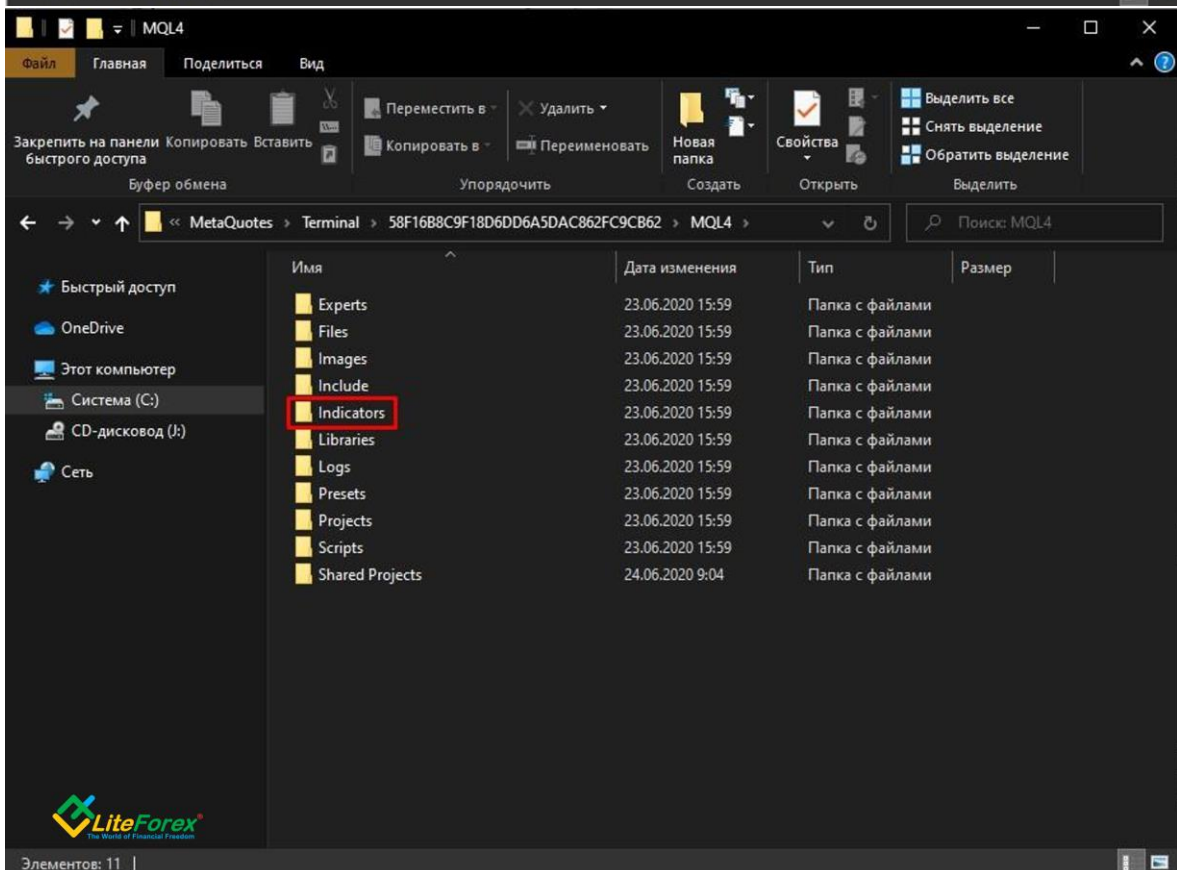 MQL4
Файл Главная Поделиться Вид
Закрепить на панели быстрого доступа
Копировать
Вставить
Переместить в
Копировать в
Удалить
Переименовать
Новая папка
Свойства
Выделить все
Снять выделение
Обратить выделение
Буфер обмена Упорядочить Создать Открыть Выделить
« MetaQuotes › Terminal › 58F16B8C9F18D6DD6A5DAC862FC9CB62 › MQL4 › Поиск: MQL4
Быстрый доступ
OneDrive
Этот компьютер
Система (C:)
CD-дисковод (J:)
Сеть
Имя Дата изменения Тип Размер
Experts 23.06.2020 15:59 Папка с файлами
Files 23.06.2020 15:59 Папка с файлами
Images 23.06.2020 15:59 Папка с файлами
Include 23.06.2020 15:59 Папка с файлами
Indicators 23.06.2020 15:59 Папка с файлами
Libraries 23.06.2020 15:59 Папка с файлами
Logs 23.06.2020 15:59 Папка с файлами
Presets 23.06.2020 15:59 Папка с файлами
Projects 23.06.2020 15:59 Папка с файлами
Scripts 23.06.2020 15:59 Папка с файлами
Shared Projects 24.06.2020 9:04 Папка с файлами
LiteForex
The World of Financial Freedom
Элементов: 11